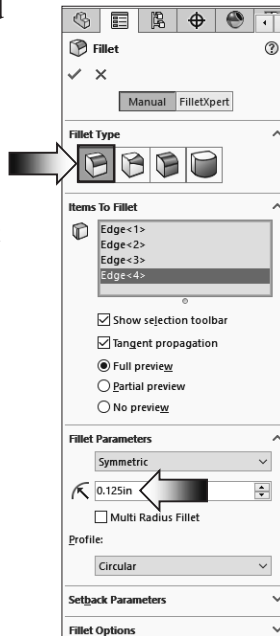 Fillet
Manual FilletXpert
Fillet Type
Items To Fillet
Edge<1>
Edge<2>
Edge<3>
Edge<4>
Show selection toolbar
Tangent propagation
Full preview
Partial preview
No preview
Fillet Parameters
Symmetric
0.125in
Multi Radius Fillet
Profile:
Circular
Setback Parameters
Fillet Options